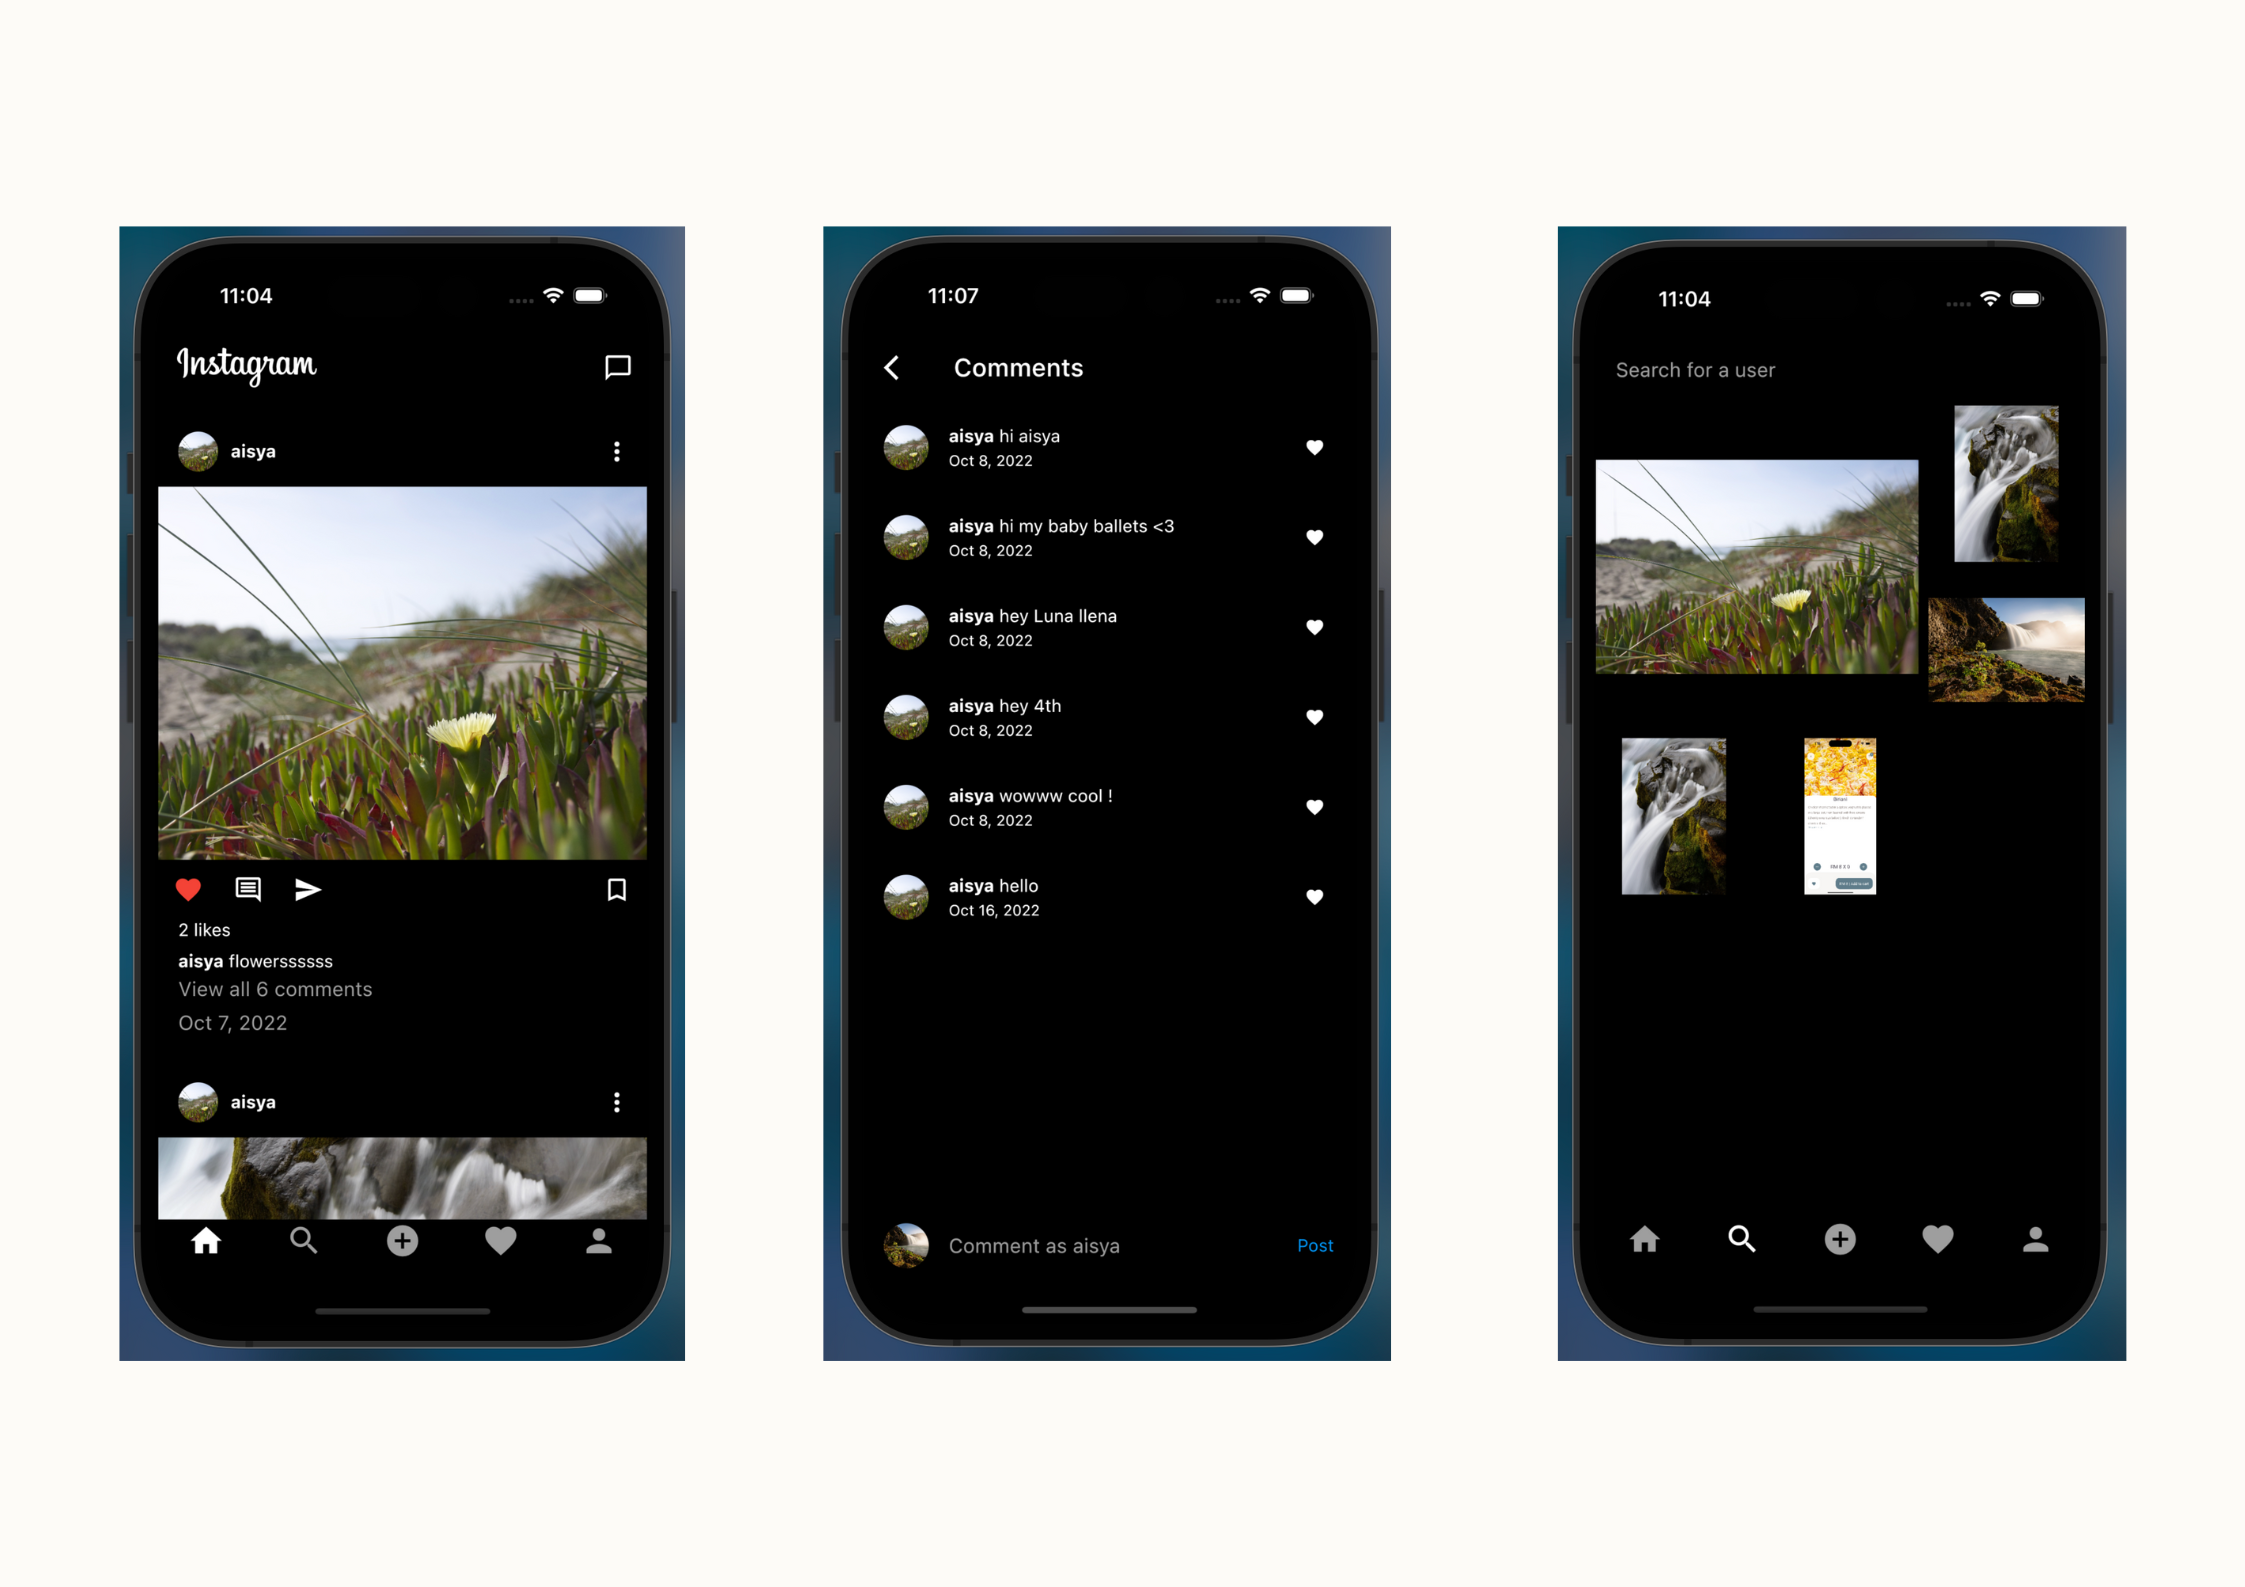 11:04
Instagram
aisya
2 likes
aisya flowerssssss
View all 6 comments
Oct 7, 2022
aisya
11:07
Comments
aisya hi aisya
Oct 8, 2022
aisya hi my baby ballets <3
Oct 8, 2022
aisya hey Luna llena
Oct 8, 2022
aisya hey 4th
Oct 8, 2022
aisya wowww cool !
Oct 8, 2022
aisya hello
Oct 16, 2022
Comment as aisya
Post
11:04
Search for a user